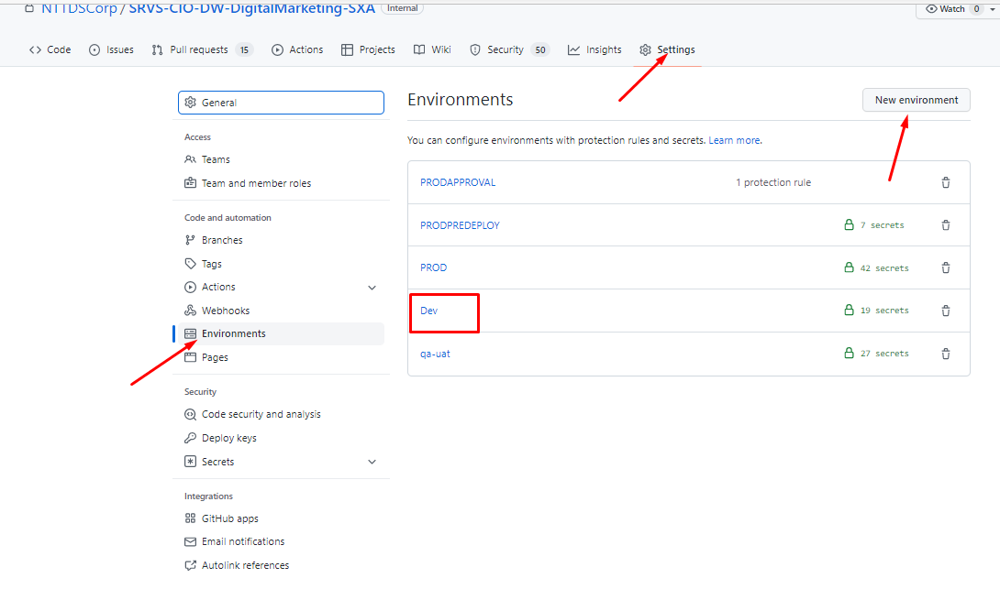 NTTDSCorp / SRVS-CIO-DW-DigitalMarketing-SXA Internal
Watch 0
Code Issues Pull requests 15 Actions Projects Wiki Security 50 Insights Settings
General
Access
Teams
Team and member roles
Code and automation
Branches
Tags
Actions
Webhooks
Environments
Pages
Security
Code security and analysis
Deploy keys
Secrets
Integrations
GitHub apps
Email notifications
Autolink references
Environments
New environment
You can configure environments with protection rules and secrets. Learn more.
PRODAPPROVAL 1 protection rule
PRODPREDEPLOY 7 secrets
PROD 42 secrets
Dev 19 secrets
qa-uat 27 secrets